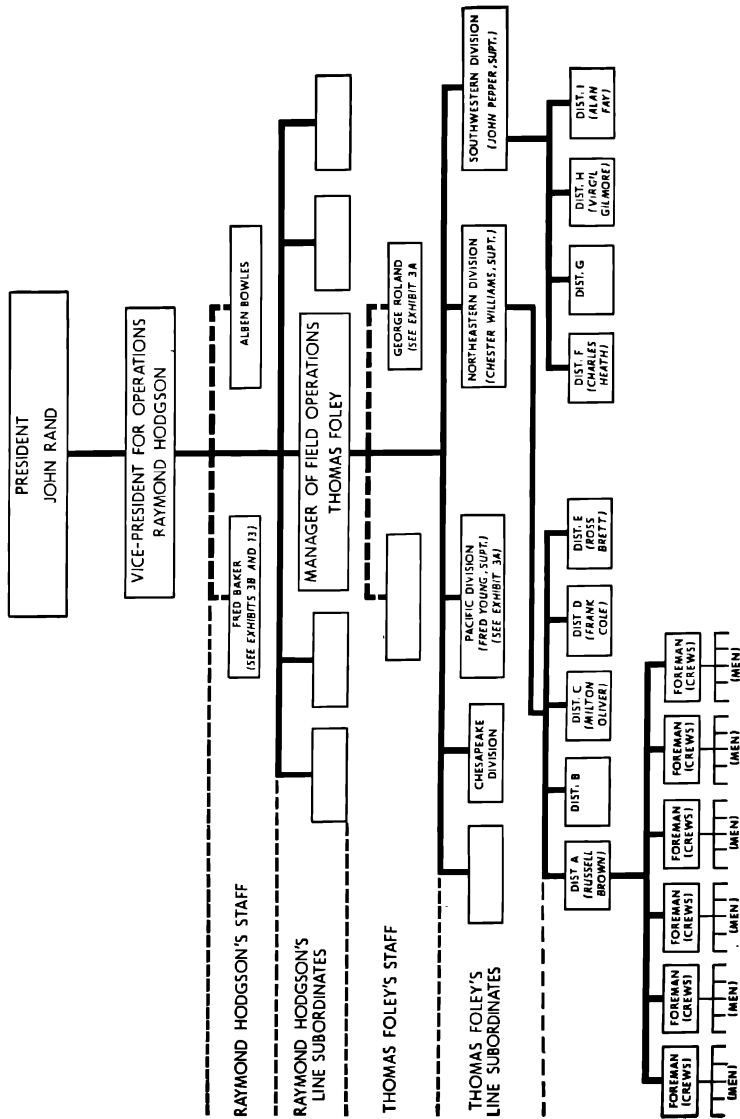 PRESIDENT
JOHN RAND
VICE-PRESIDENT FOR OPERATIONS
RAYMOND HODGSON
RAYMOND HODGSON'S STAFF
FRED BAKER
(SEE EXHIBITS 3B AND 13)
ALBEN BOWLES
RAYMOND HODGSON'S
LINE SUBORDINATES
MANAGER OF FIELD OPERATIONS
THOMAS FOLEY
THOMAS FOLEY'S STAFF
GEORGE ROLAND
(SEE EXHIBIT 3A)
THOMAS FOLEY'S
LINE SUBORDINATES
CHESAPEAKE
DIVISION
PACIFIC DIVISION
(FRED YOUNG, SUPT.)
(SEE EXHIBIT 3A)
NORTHEASTERN DIVISION
(CHESTER WILLIAMS, SUPT.)
SOUTHWESTERN DIVISION
(JOHN PEPPER, SUPT.)
DIST A
(RUSSELL
BROWN)
DIST. B
DIST. C
(MILTON
OLIVER)
DIST D
(FRANK
COLE)
DIST. E
(ROSS
BRETT)
DIST. F
(CHARLES
HEATH)
DIST. G
DIST. H
(VIRG'L
GILMORE)
DIST. I
(ALAN
FAY)
FOREMAN
(CREWS)
(MEN)
FOREMAN
(CREWS)
(MEN)
FOREMAN
(CREWS)
(MEN)
FOREMAN
(CREWS)
(MEN)
FOREMAN
(CREWS)
(MEN)
FOREMAN
(CREWS)
(MEN)